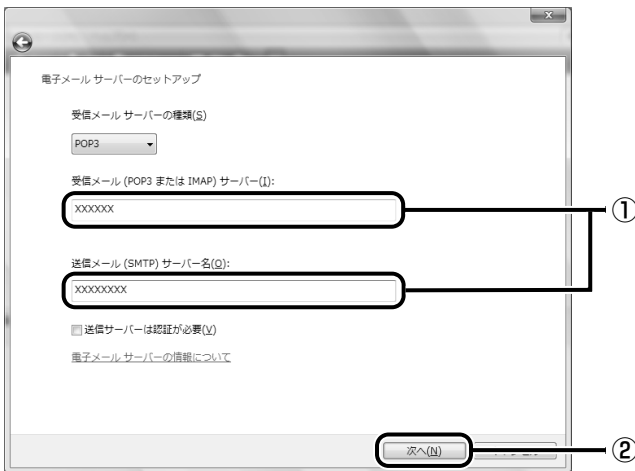 電子メール サーバーのセットアップ
受信メール サーバーの種類(S)
POP3
受信メール (POP3 または IMAP) サーバー(I):
XXXXXX
①
送信メール (SMTP) サーバー名(O):
XXXXXXXX
送信サーバーは認証が必要(V)
電子メール サーバーの情報について
次へ(N)
②